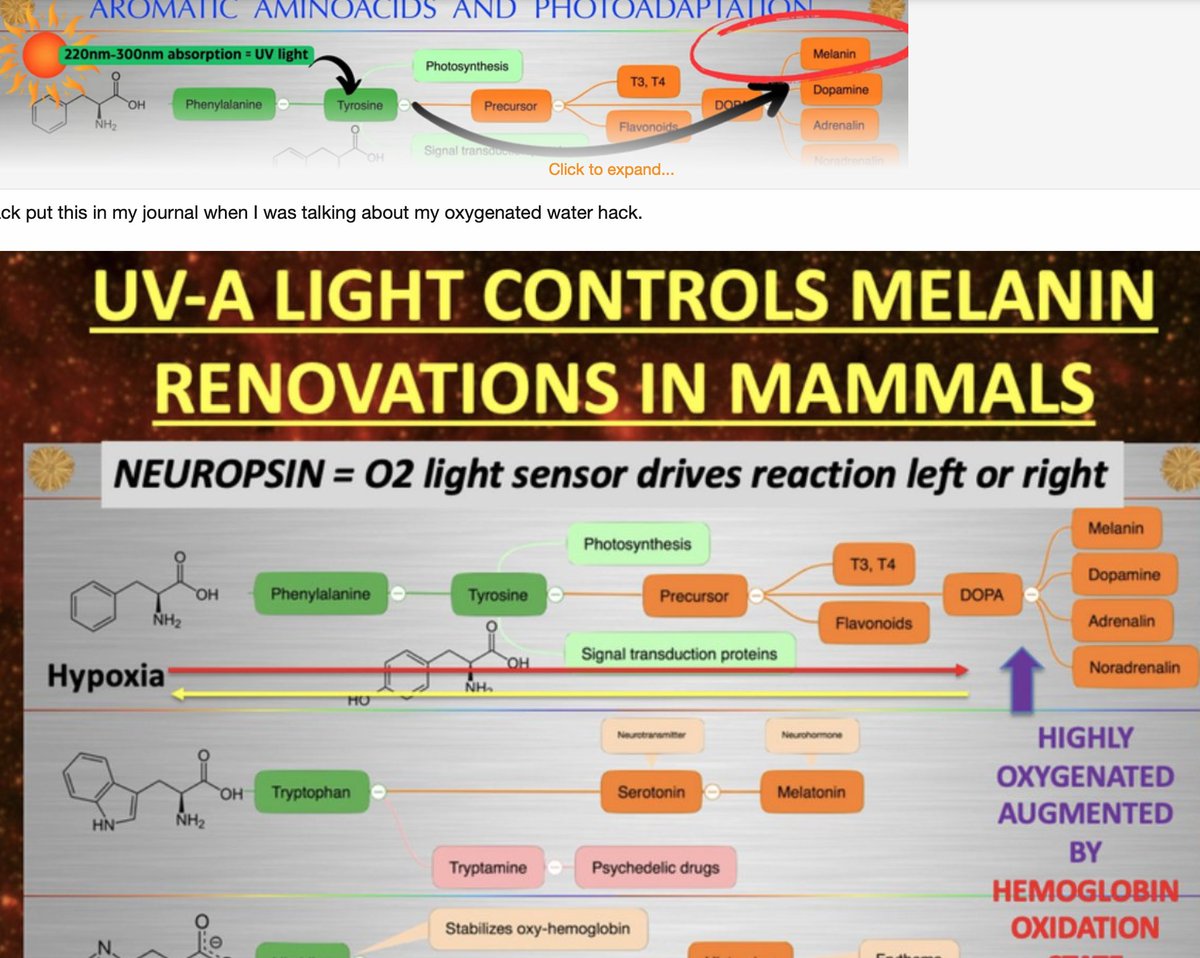 AROMATIC AMINOACIDS AND PHOTOADAPTATION
220nm-300nm absorption = UV light
Photosynthesis
Melanin
T3, T4
Dopamine
OH
NH2
Phenylalanine
Tyrosine
Precursor
DOPA
Flavonoids
Adrenalin
Signal
OH
Noradrenalin
Click to expand...
put this in my journal when I was talking about my oxygenated water hack.
UV-A LIGHT CONTROLS MELANIN
RENOVATIONS IN MAMMALS
NEUROPSIN = O2 light sensor drives reaction left or right
Melanin
Photosynthesis
T3, T4
Dopamine
O
OH
NH2
Phenylalanine
Tyrosine
Precursor
DOPA
Flavonoids
Adrenalin
O
OH
NH2
HO
Signal transduction proteins
Noradrenalin
Hypoxia
Neurotransmitter
Neurohormone
HIGHLY
OXYGENATED
AUGMENTED
BY
HEMOGLOBIN
OXIDATION
O
OH
NH2
HN
Tryptophan
Serotonin
Melatonin
Tryptamine
Psychedelic drugs
O
N
Stabilizes oxy-hemoglobin